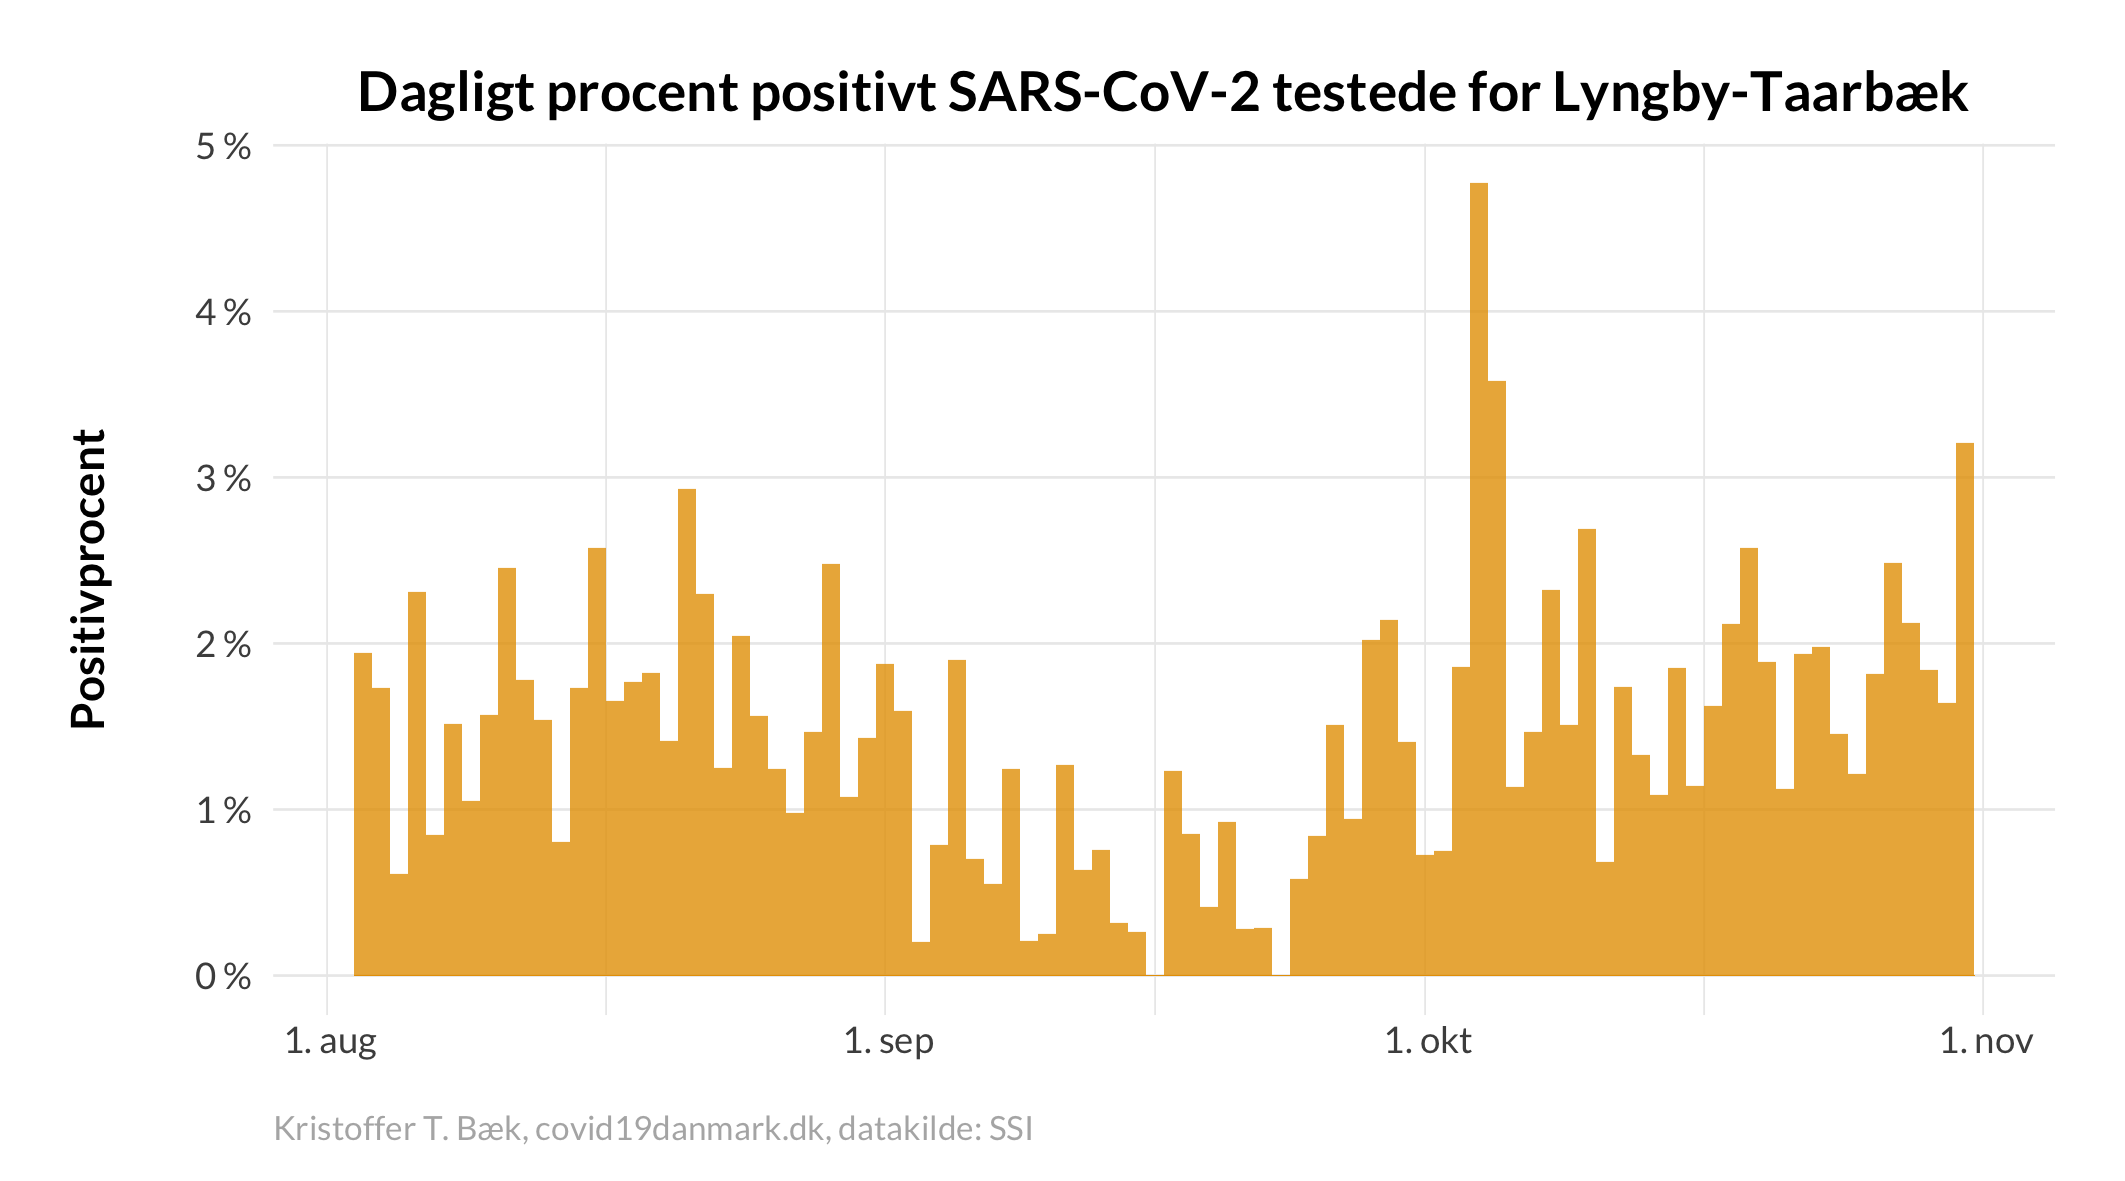 Dagligt procent positivt SARS-CoV-2 testede for Lyngby-Taarbæk
Positivprocent
5 %
4 %
3 %
2 %
1 %
0 %
1. aug
1. sep
1. okt
1. nov
Kristoffer T. Bæk, covid19danmark.dk, datakilde: SSI